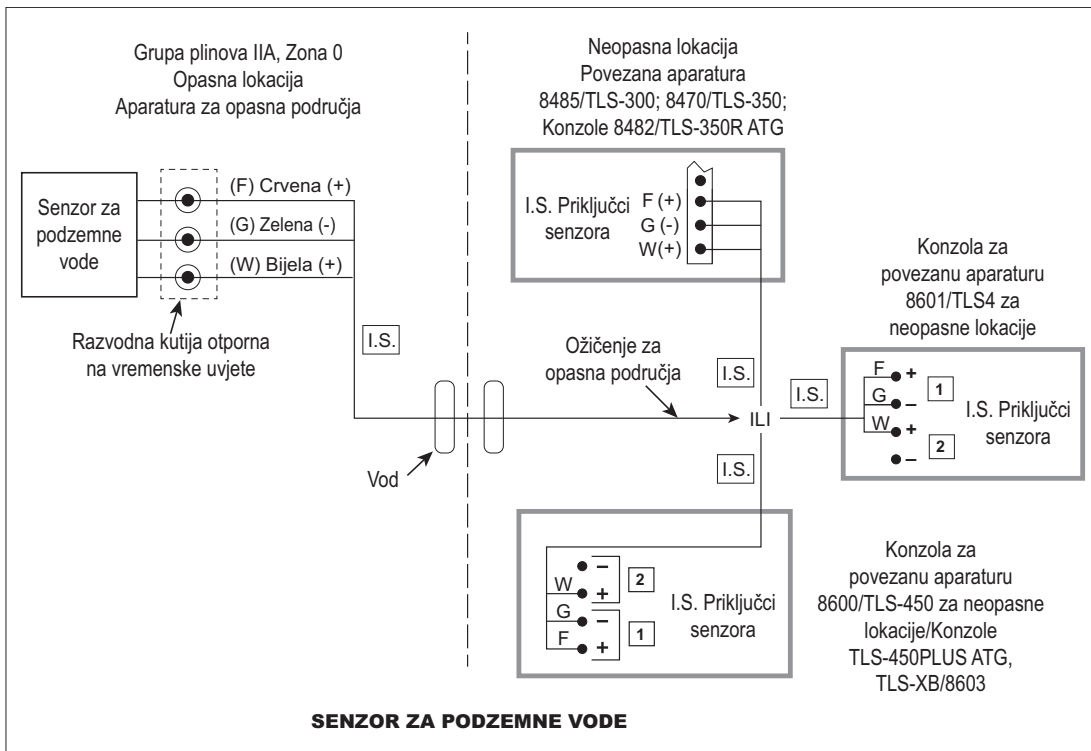 Grupa plinova IIA, Zona 0
Opasna lokacija
Aparatura za opasna područja
Senzor za
podzemne
vode
(F) Crvena (+)
(G) Zelena (-)
(W) Bijela (+)
Razvodna kutija otporna
na vremenske uvjete
I.S.
Vod
Neopasna lokacija
Povezana aparatura
8485/TLS-300; 8470/TLS-350;
Konzole 8482/TLS-350R ATG
I.S. Priključci
senzora
F (+)
G (-)
W(+)
Ožičenje za
opasna područja
I.S.
ILI
I.S.
I.S.
Konzola za
povezanu aparaturu
8601/TLS4 za
neopasne lokacije
F + 1
G –
W + 2
–
I.S. Priključci
senzora
– 2
W +
G – 1
F +
I.S. Priključci
senzora
Konzola za
povezanu aparaturu
8600/TLS-450 za neopasne
lokacije/Konzole
TLS-450PLUS ATG,
TLS-XB/8603
SENZOR ZA PODZEMNE VODE